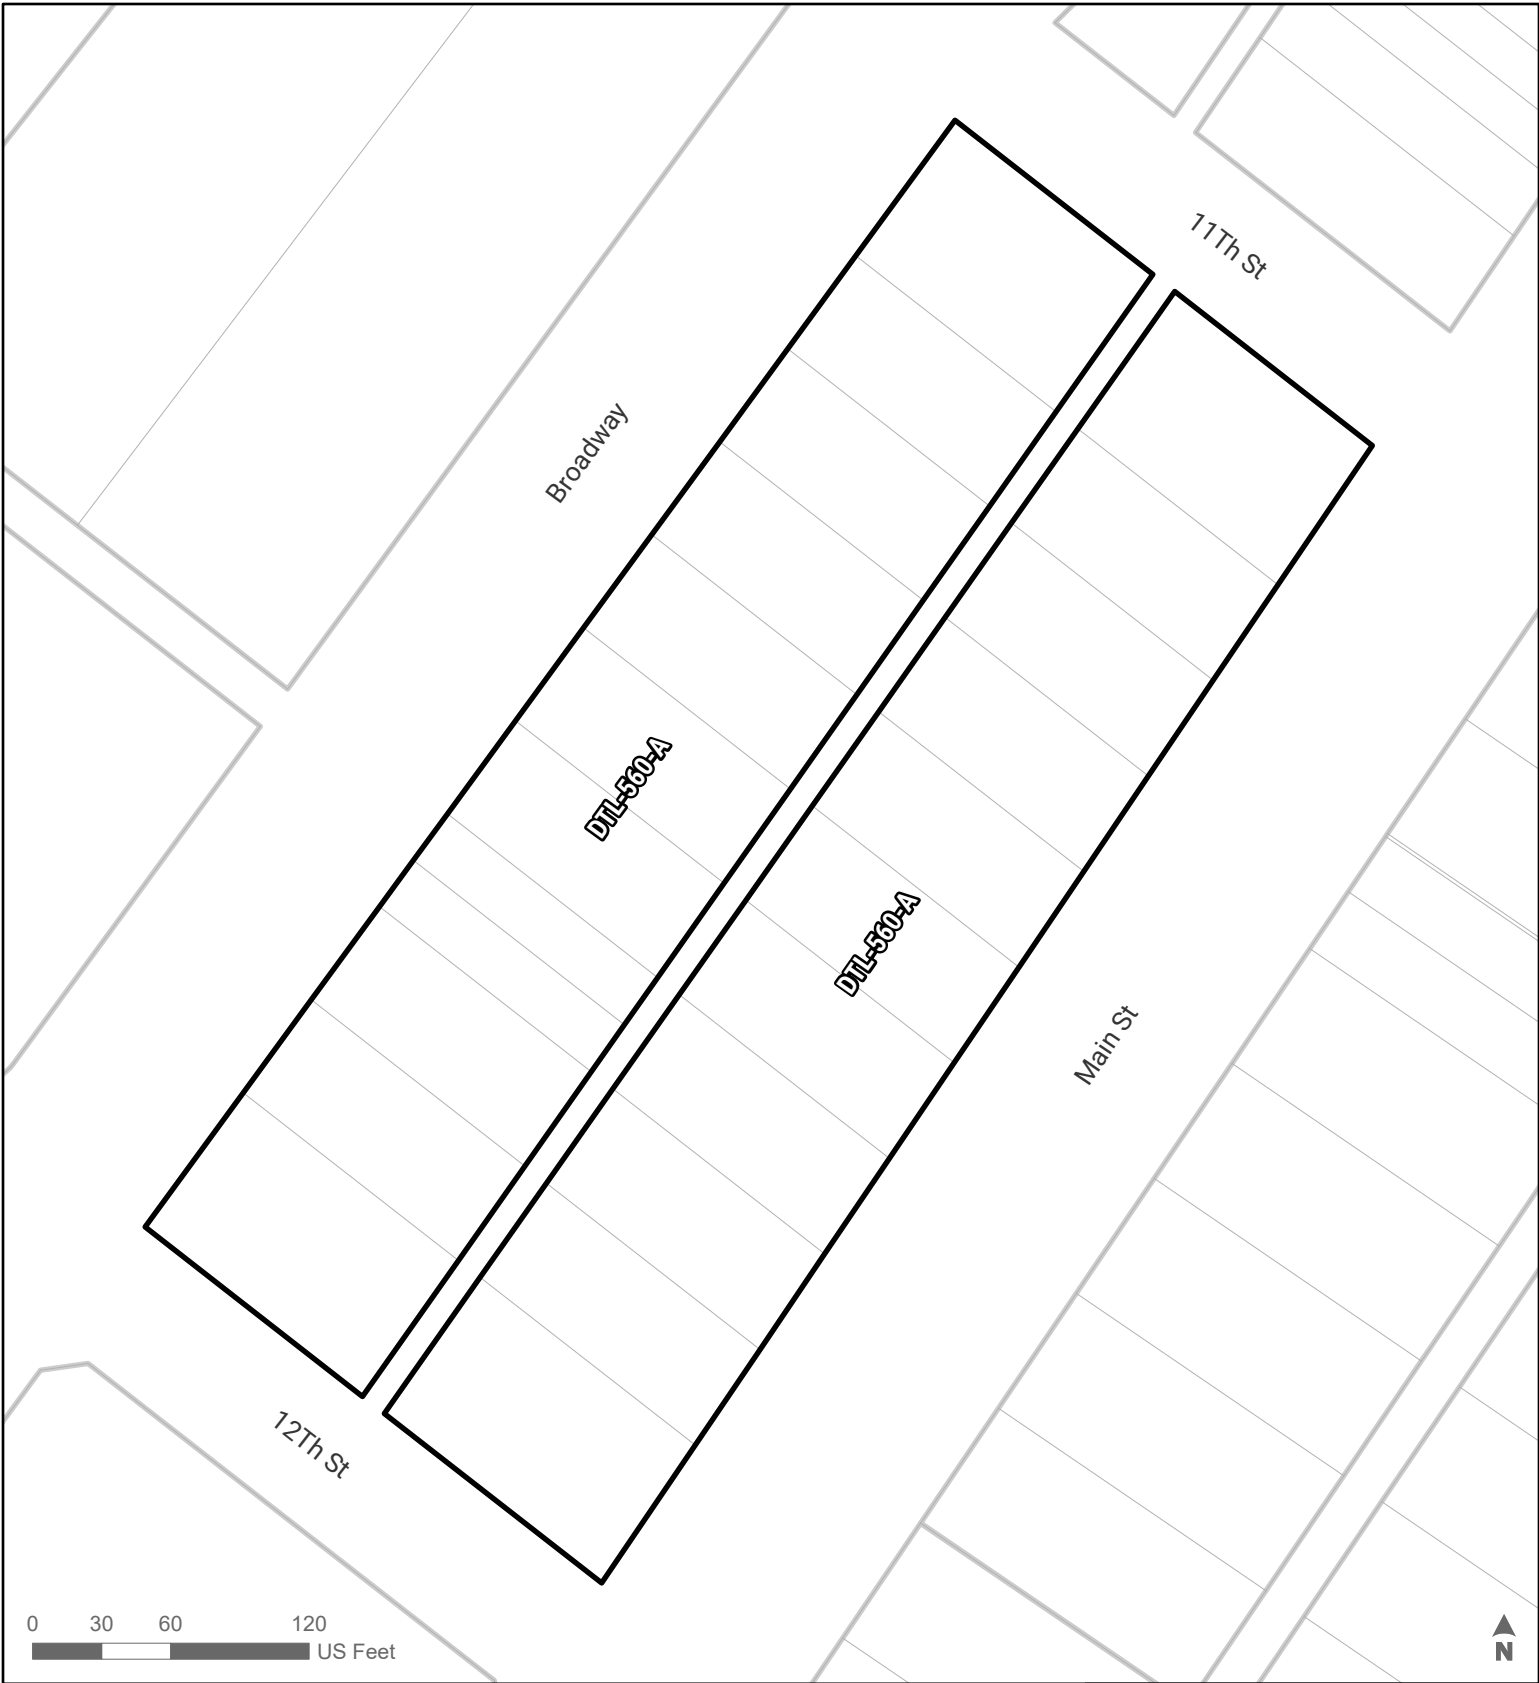 11Th St
Broadway
DTL-560-A
DTL-560-A
Main St
12Th St
0 30 60 120
US Feet
N